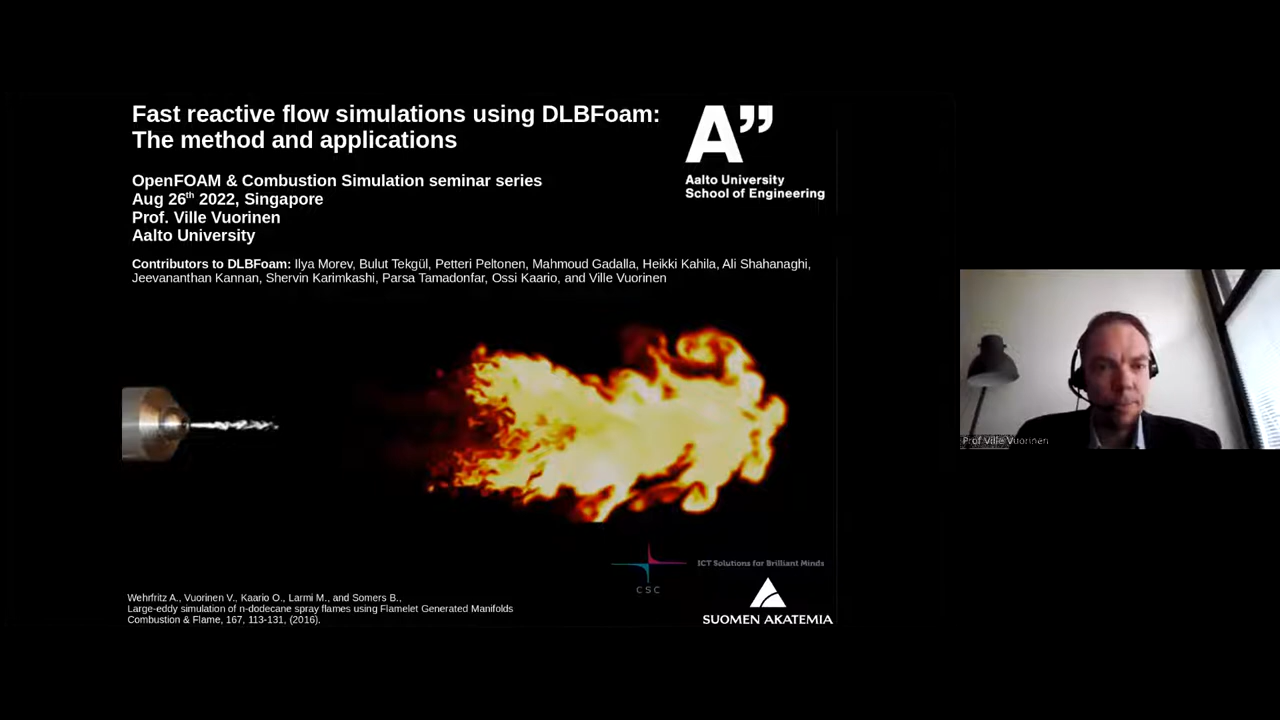 Fast reactive flow simulations using DLBFoam:
The method and applications
OpenFOAM & Combustion Simulation seminar series
Aug 26th 2022, Singapore
Prof. Ville Vuorinen
Aalto University
Contributors to DLBFoam: Ilya Morev, Bulut Tekgül, Petteri Peltonen, Mahmoud Gadalla, Heikki Kahila, Ali Shahanaghi,
Jeevananthan Kannan, Shervin Karimkashi, Parsa Tamadonfar, Ossi Kaario, and Ville Vuorinen
A”
Aalto University
School of Engineering
Prof Ville Vuorinen
ICT Solutions for Brilliant Minds
CSC
SUOMEN AKATEMIA
Wehrfritz A., Vuorinen V., Kaario O., Larmi M., and Somers B.,
Large-eddy simulation of n-dodecane spray flames using Flamelet Generated Manifolds
Combustion & Flame, 167, 113-131, (2016).